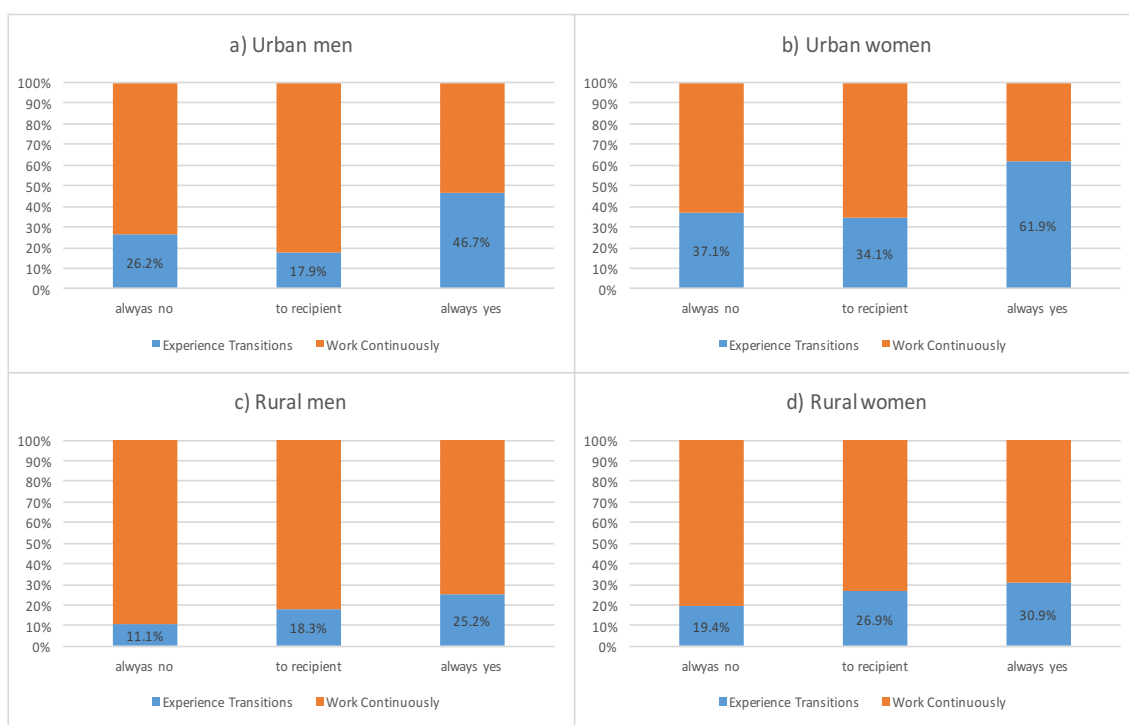 a) Urban men
100%
90%
80%
70%
60%
50%
40%
30%
20%
10%
0%
26.2%
17.9%
46.7%
alwyas no
to recipient
always yes
Experience Transitions
Work Continuously
b) Urban women
100%
90%
80%
70%
60%
50%
40%
30%
20%
10%
0%
37.1%
34.1%
61.9%
alwyas no
to recipient
always yes
Experience Transitions
Work Continuously
c) Rural men
100%
90%
80%
70%
60%
50%
40%
30%
20%
10%
0%
11.1%
18.3%
25.2%
alwyas no
to recipient
always yes
Experience Transitions
Work Continuously
d) Rural women
100%
90%
80%
70%
60%
50%
40%
30%
20%
10%
0%
19.4%
26.9%
30.9%
alwyas no
to recipient
always yes
Experience Transitions
Work Continuously